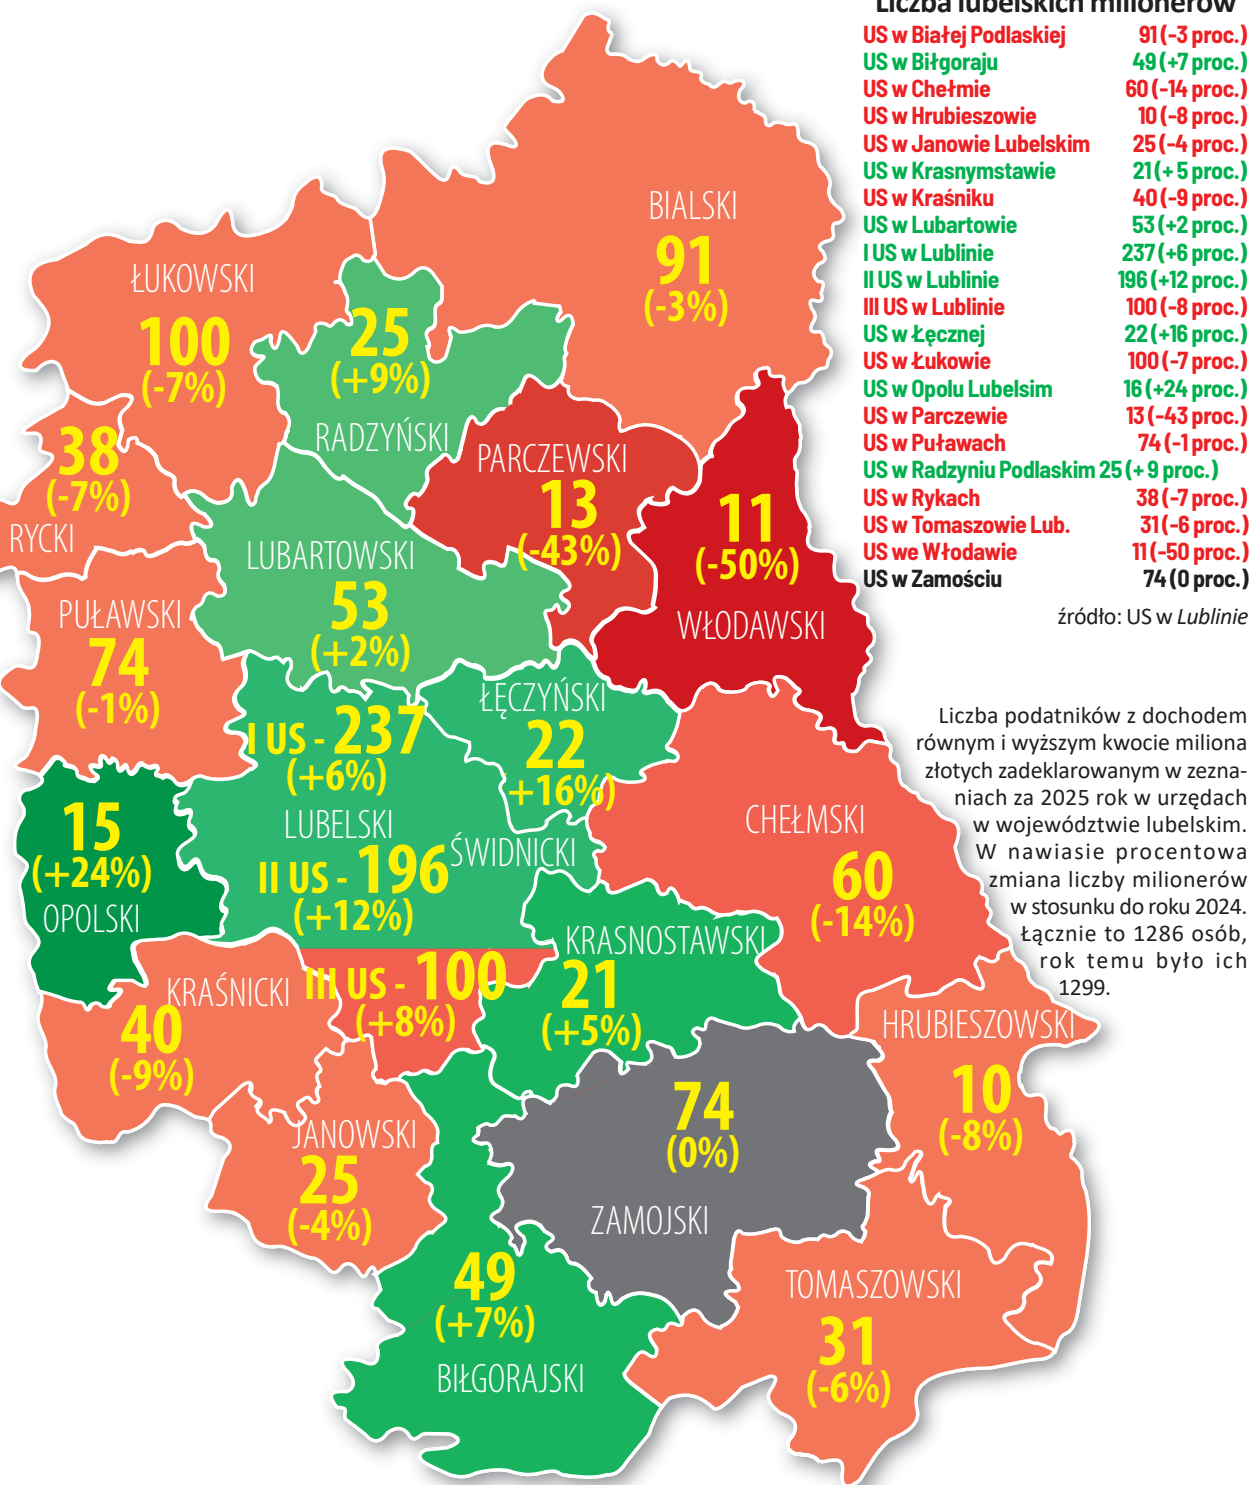 Liczba lubelskich milionerów
US w Białej Podlaskiej 91 (-3 proc.)
US w Biłgoraju 49 (+7 proc.)
US w Chełmie 60 (-14 proc.)
US w Hrubieszowie 10 (-8 proc.)
US w Janowie Lubelskim 25 (-4 proc.)
US w Krasnymstawie 21 (+ 5 proc.)
US w Kraśniku 40 (-9 proc.)
US w Lubartowie 53 (+2 proc.)
I US w Lublinie 237 (+6 proc.)
II US w Lublinie 196 (+12 proc.)
III US w Lublinie 100 (-8 proc.)
US w Łęcznej 22 (+16 proc.)
US w Łukowie 100 (-7 proc.)
US w Opolu Lubelsim 16 (+24 proc.)
US w Parczewie 13 (-43 proc.)
US w Puławach 74 (-1 proc.)
US w Radzyniu Podlaskim 25 (+ 9 proc.)
US w Rykach 38 (-7 proc.)
US w Tomaszowie Lub. 31 (-6 proc.)
US we Włodawie 11 (-50 proc.)
US w Zamościu 74 (0 proc.)
źródło: US w Lublinie
Liczba podatników z dochodem
równym i wyższym kwocie miliona
złotych zadeklarowanym w zezna-
niach za 2025 rok w urzędach
w województwie lubelskim.
W nawiasie procentowa
zmiana liczby milionerów
w stosunku do roku 2024.
Łącznie to 1286 osób,
rok temu było ich
1299.
BIALSKI
91
(-3%)
ŁUKOWSKI
100
(-7%)
25
(+9%)
RADZYŃSKI
38
(-7%)
RYCKI
PARCZEWSKI
13
(-43%)
11
(-50%)
WŁODAWSKI
LUBARTOWSKI
53
(+2%)
PUŁAWSKI
74
(-1%)
ŁĘCZYŃSKI
22
+16%)
I US - 237
(+6%)
LUBELSKI
II US - 196
(+12%)
ŚWIDNICKI
15
(+24%)
OPOLSKI
CHEŁMSKI
60
(-14%)
KRASNOSTAWSKI
21
(+5%)
III US - 100
(+8%)
KRAŚNICKI
40
(-9%)
HRUBIESZOWSKI
10
(-8%)
74
(0%)
ZAMOJSKI
JANOWSKI
25
(-4%)
49
(+7%)
BIŁGORAJSKI
TOMASZOWSKI
31
(-6%)